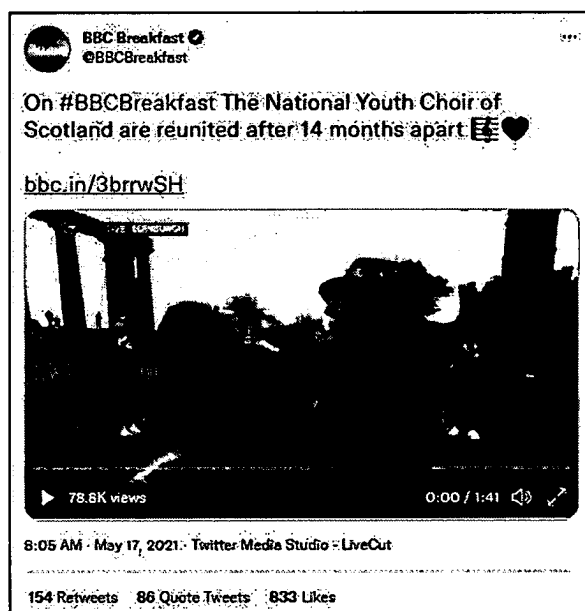 BBC Breakfast
@BBCBreakfast
On #BBCBreakfast The National Youth Choir of
Scotland are reunited after 14 months apart 🎼🖤
bbc.in/3brrwSH
LIVE EDINBURGH
78.8K views
0:00 / 1:41
8:05 AM · May 17, 2021 · Twitter Media Studio - LiveCut
154 Retweets 86 Quote Tweets 833 Likes